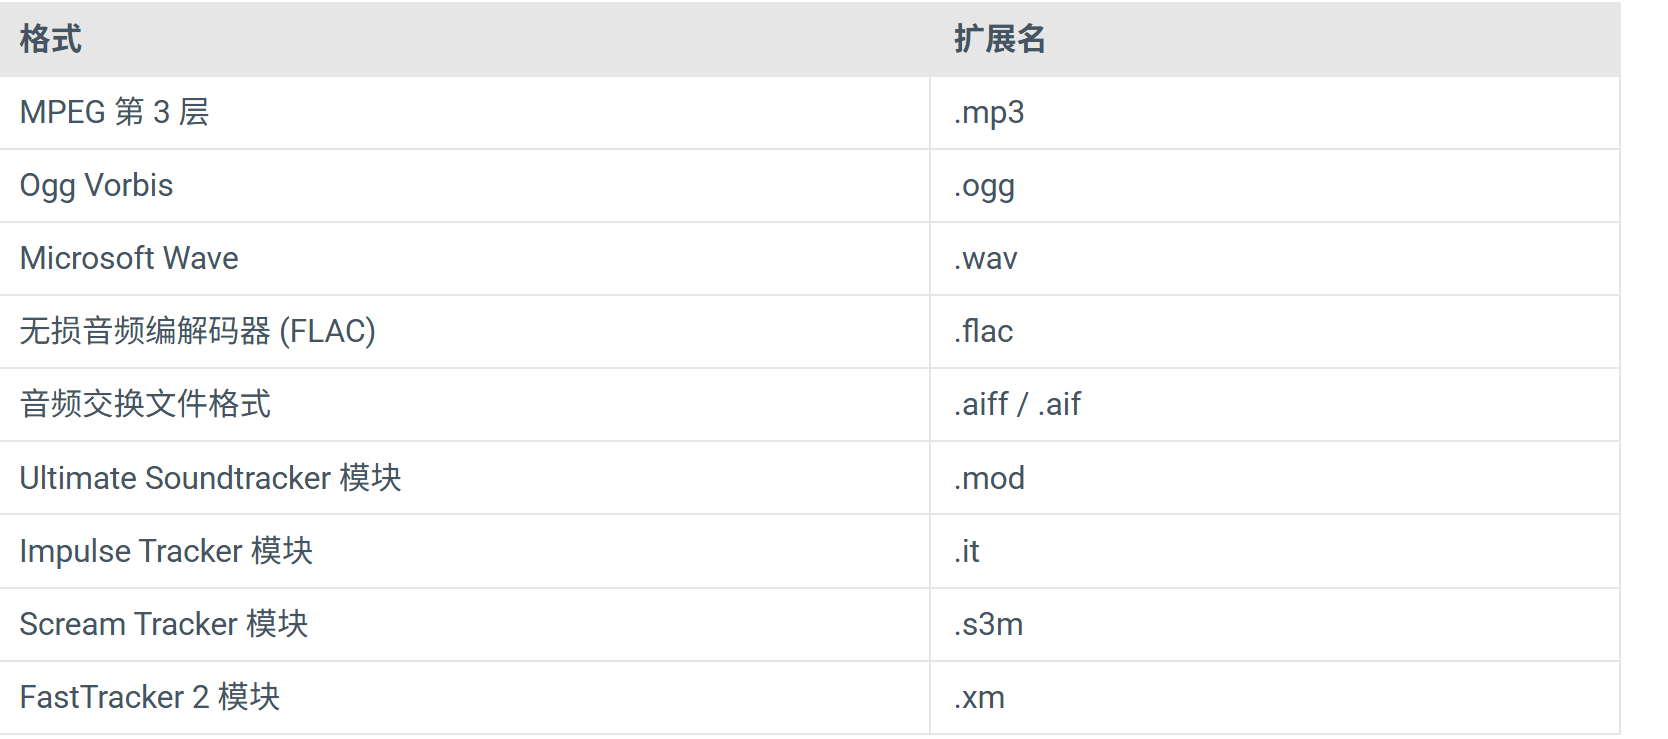 格式 扩展名
MPEG 第 3 层 .mp3
Ogg Vorbis .ogg
Microsoft Wave .wav
无损音频编解码器 (FLAC) .flac
音频交换文件格式 .aiff / .aif
Ultimate Soundtracker 模块 .mod
Impulse Tracker 模块 .it
Scream Tracker 模块 .s3m
FastTracker 2 模块 .xm